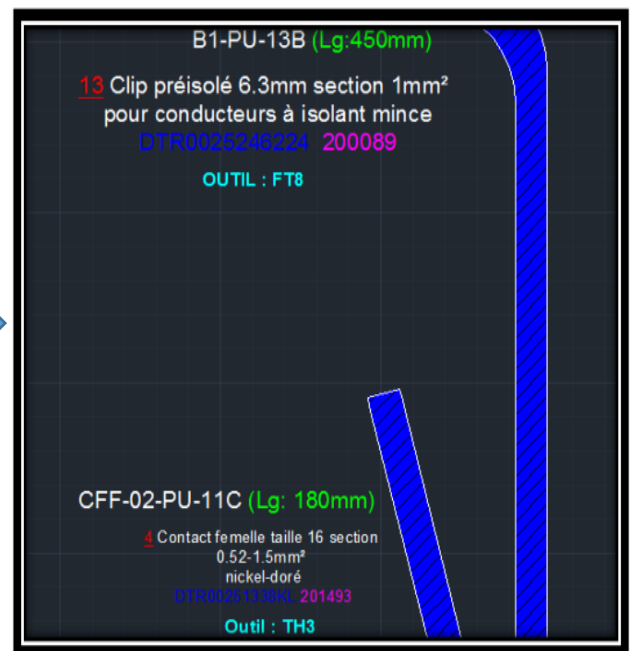 B1-PU-13B (Lg:450mm)
13 Clip préisolé 6.3mm section 1mm²
pour conducteurs à isolant mince
DTR0025246224 200089
OUTIL : FT8
CFF-02-PU-11C (Lg: 180mm)
4 Contact femelle taille 16 section
0.52-1.5mm²
nickel-doré
DTR00251338KL 201493
Outil : TH3